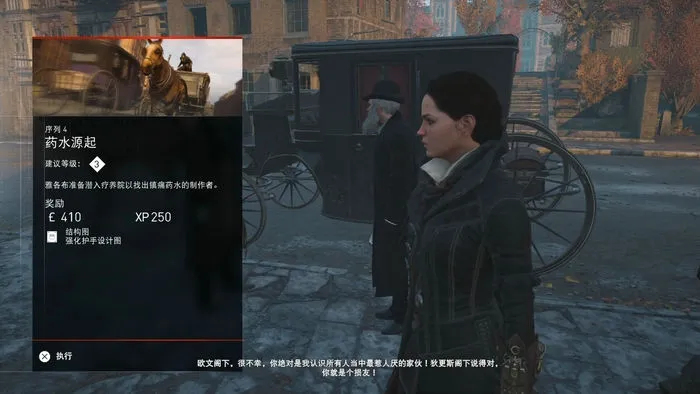 序列 4
药水源起
建议等级： 3
雅各布准备潜入疗养院以找出镇痛药水的制作者。
奖励
£ 410 XP 250
结构图
强化护手设计图
执行
欧文阁下，很不幸，你绝对是我认识所有人当中最惹人厌的家伙！狄更斯阁下说得对，
你就是个损友！